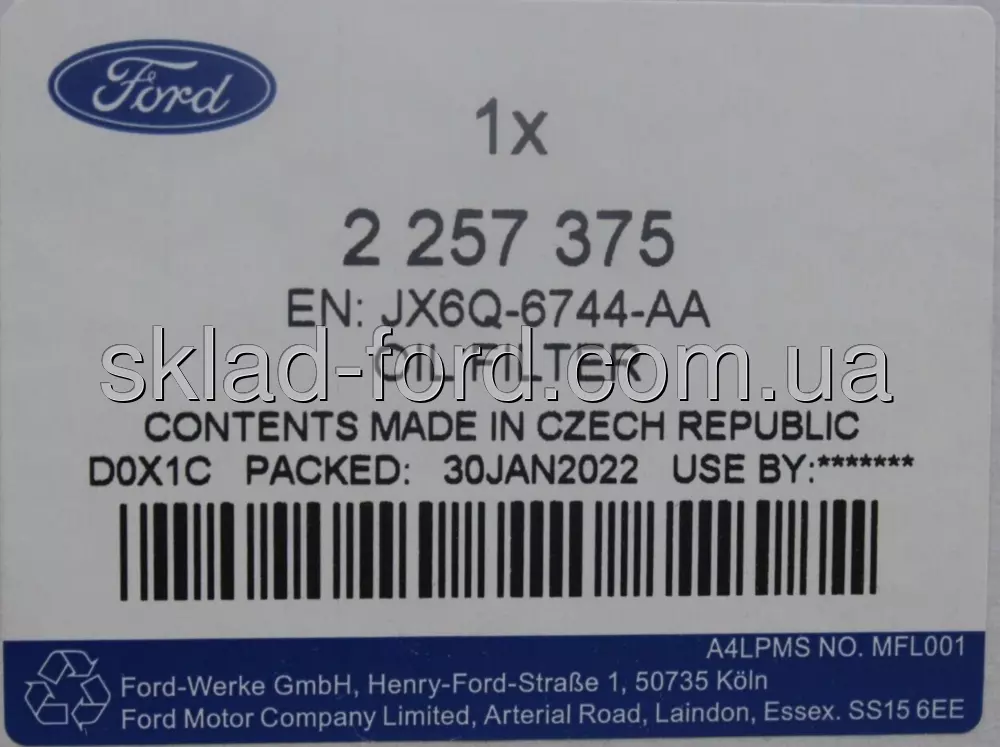 Ford
1x
2 257 375
EN: JX6Q-6744-AA
OIL FILTER
sklad-ford.com.ua
CONTENTS MADE IN CZECH REPUBLIC
D0X1C PACKED: 30JAN2022 USE BY:*******
A4LPMS NO. MFL001
Ford-Werke GmbH, Henry-Ford-Straße 1, 50735 Köln
Ford Motor Company Limited, Arterial Road, Laindon, Essex. SS15 6EE